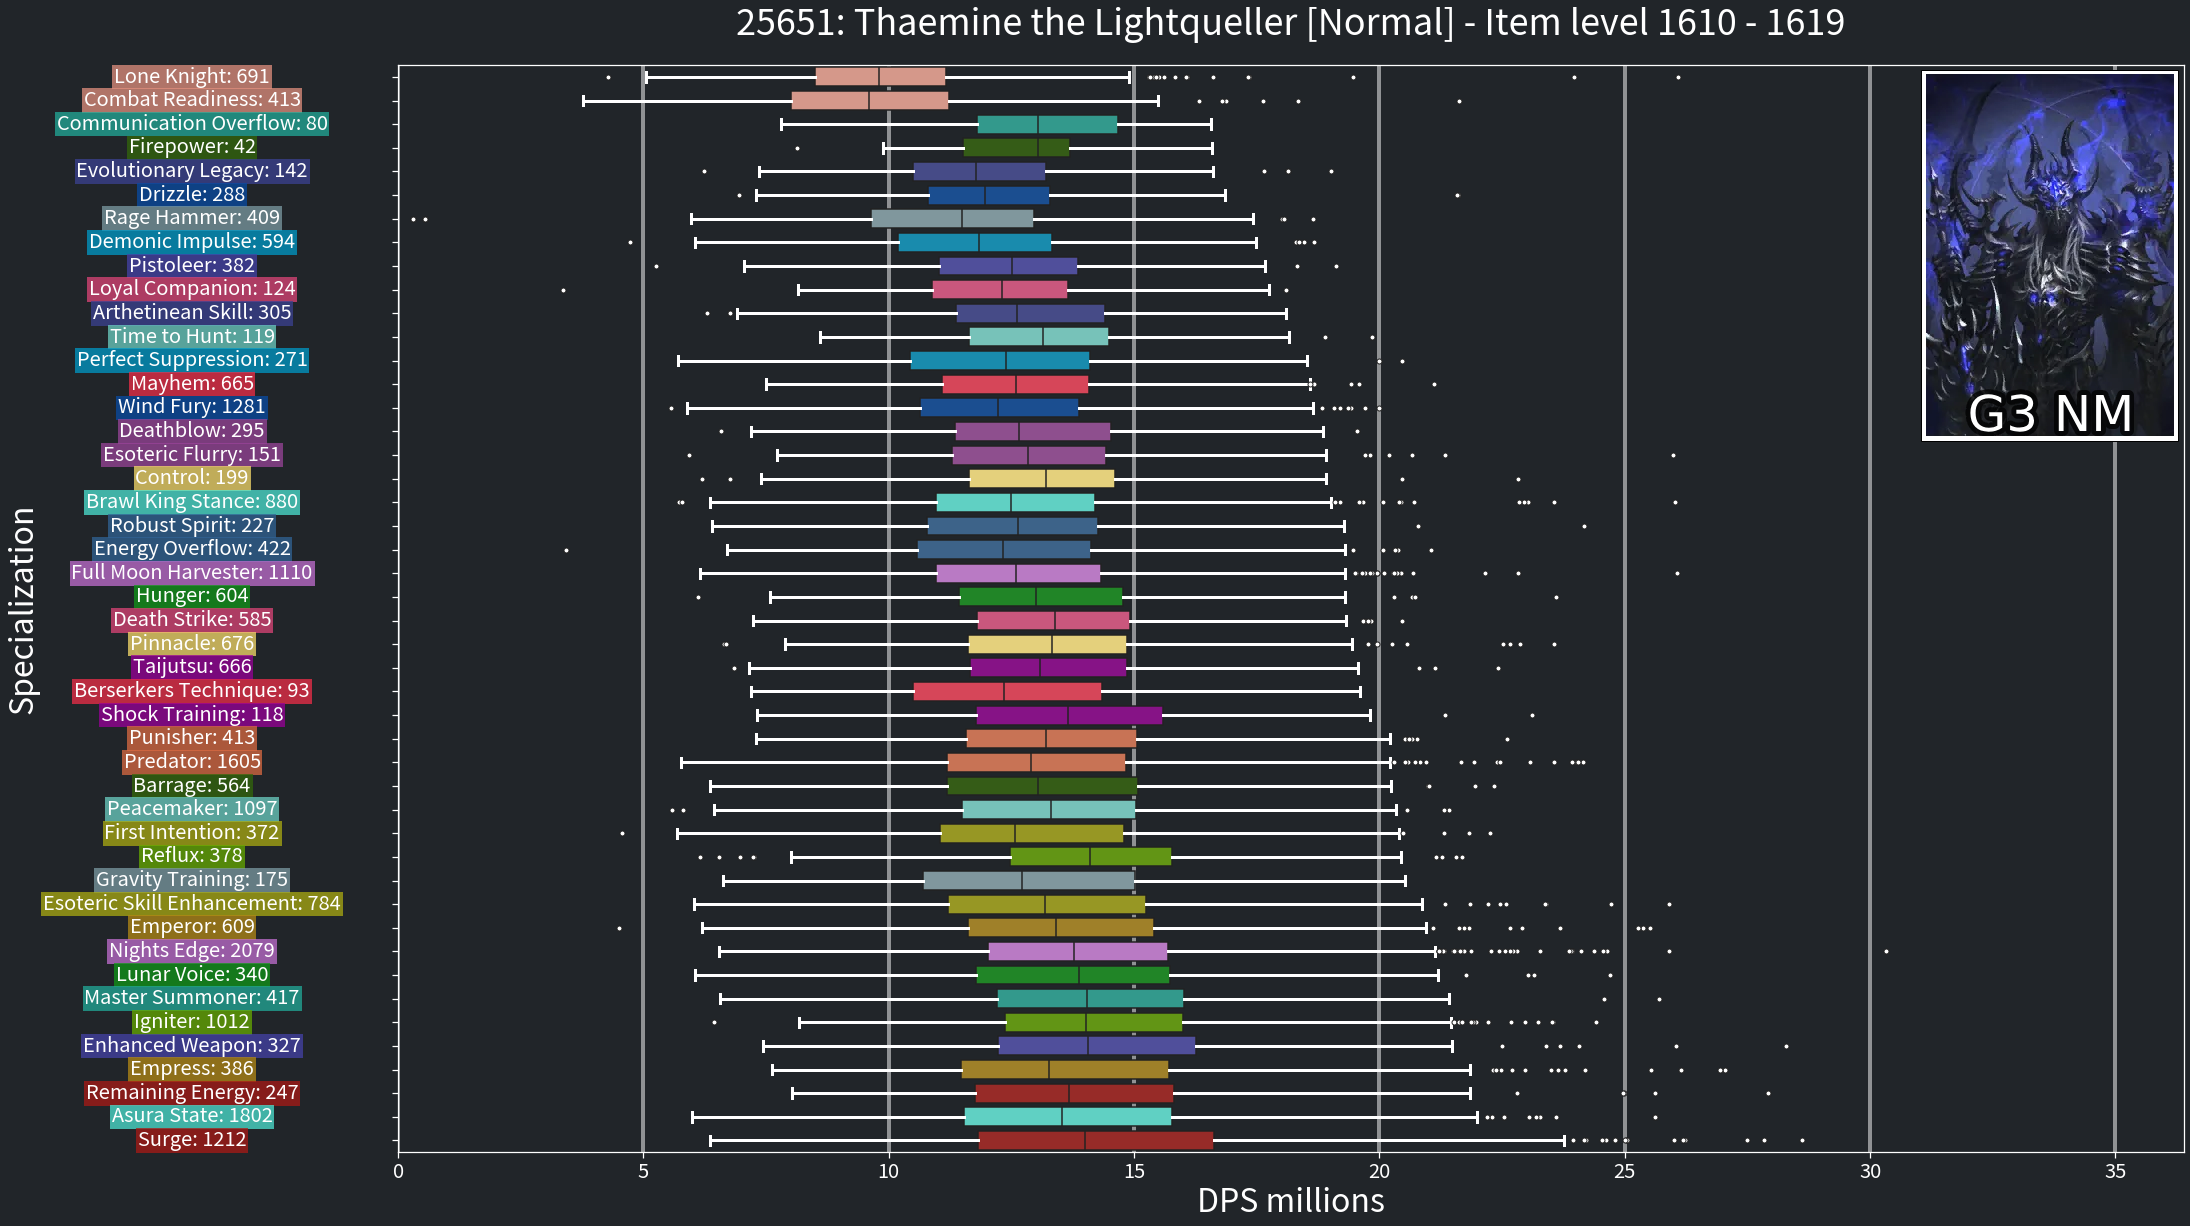 25651: Thaemine the Lightqueller [Normal] - Item level 1610 - 1619
Lone Knight: 691
Combat Readiness: 413
Communication Overflow: 80
Firepower: 42
Evolutionary Legacy: 142
Drizzle: 288
Rage Hammer: 409
Demonic Impulse: 594
Pistoleer: 382
Loyal Companion: 124
Arthetinean Skill: 305
Time to Hunt: 119
Perfect Suppression: 271
Mayhem: 665
Wind Fury: 1281
Deathblow: 295
Esoteric Flurry: 151
Control: 199
Brawl King Stance: 880
Robust Spirit: 227
Energy Overflow: 422
Full Moon Harvester: 1110
Hunger: 604
Death Strike: 585
Pinnacle: 676
Taijutsu: 666
Berserkers Technique: 93
Shock Training: 118
Punisher: 413
Predator: 1605
Barrage: 564
Peacemaker: 1097
First Intention: 372
Reflux: 378
Gravity Training: 175
Esoteric Skill Enhancement: 784
Emperor: 609
Nights Edge: 2079
Lunar Voice: 340
Master Summoner: 417
Igniter: 1012
Enhanced Weapon: 327
Empress: 386
Remaining Energy: 247
Asura State: 1802
Surge: 1212
Specialization
G3 NM
0 5 10 15 20 25 30 35
DPS millions